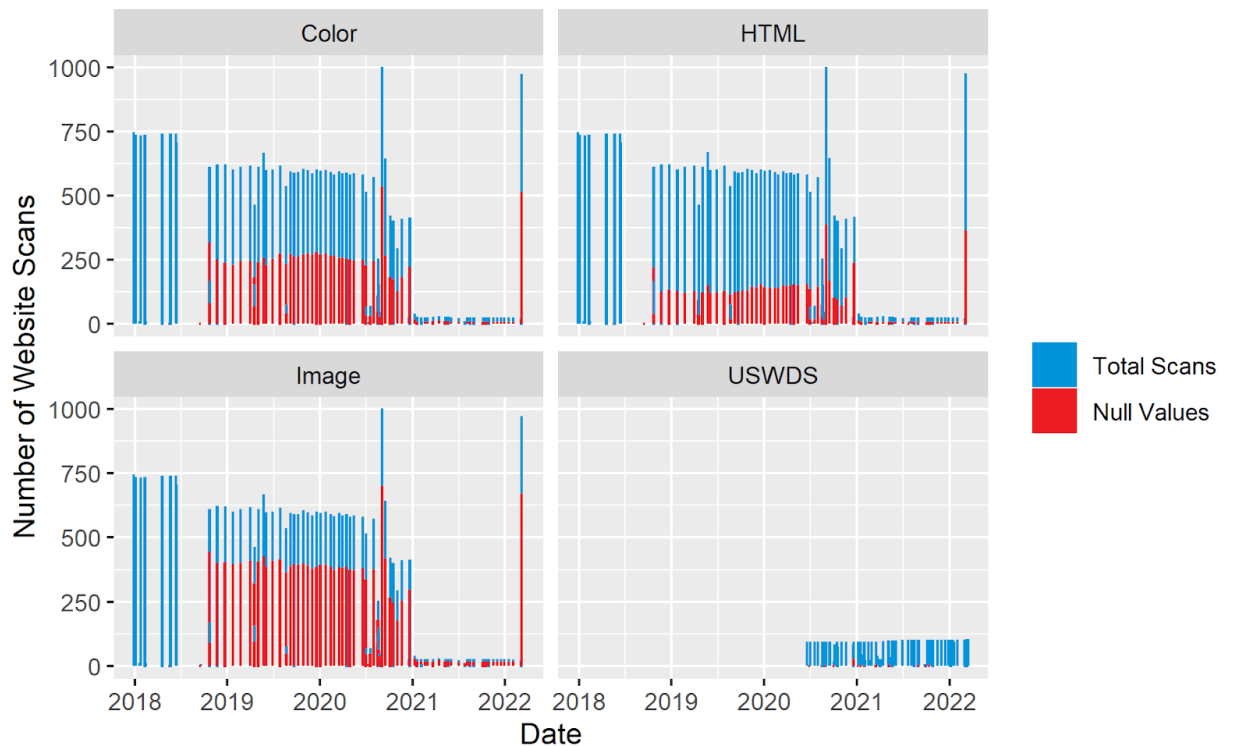 Color
HTML
Number of Website Scans
1000
750
500
250
0
Image
USWDS
1000
750
500
250
0
2018 2019 2020 2021 2022
2018 2019 2020 2021 2022
Date
Total Scans
Null Values